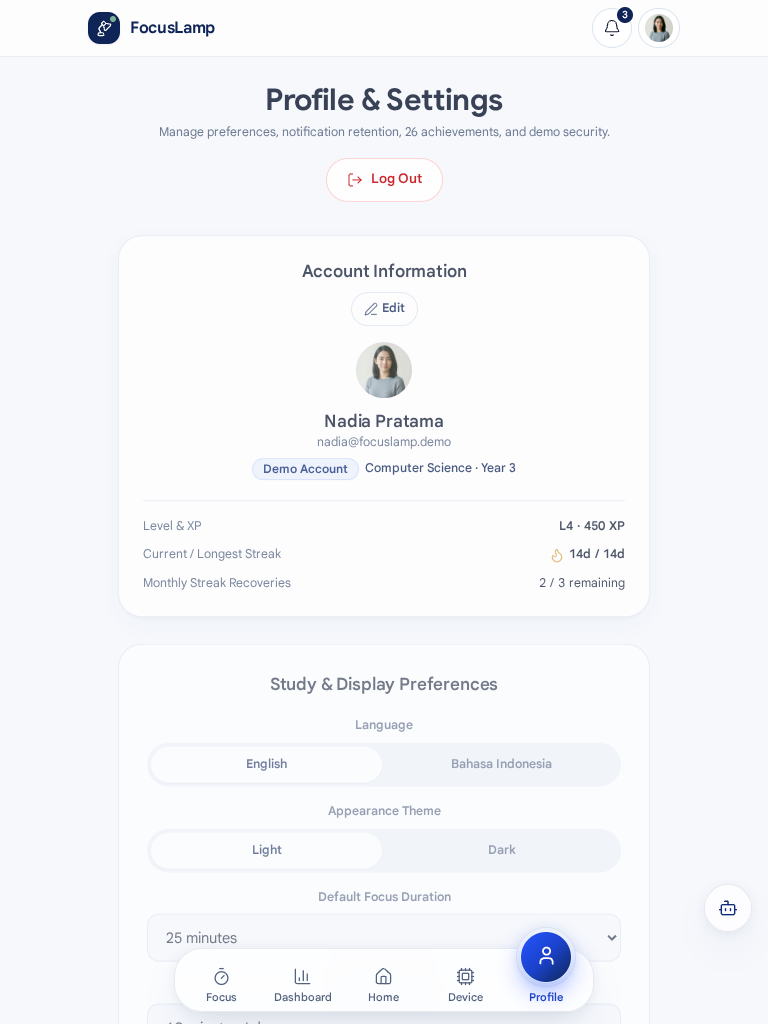 FocusLamp
3
Profile & Settings
Manage preferences, notification retention, 26 achievements, and demo security.
Log Out
Account Information
Edit
Nadia Pratama
nadia@focuslamp.demo
Demo Account Computer Science · Year 3
Level & XP L4 · 450 XP
Current / Longest Streak 14d / 14d
Monthly Streak Recoveries 2 / 3 remaining
Study & Display Preferences
Language
English Bahasa Indonesia
Appearance Theme
Light Dark
Default Focus Duration
25 minutes
Focus Dashboard Home Device Profile